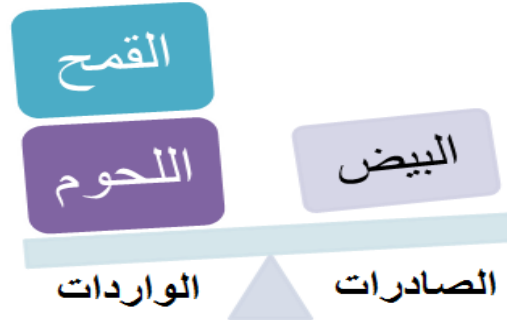 القمح
البيض
اللحوم
الصادرات
الواردات